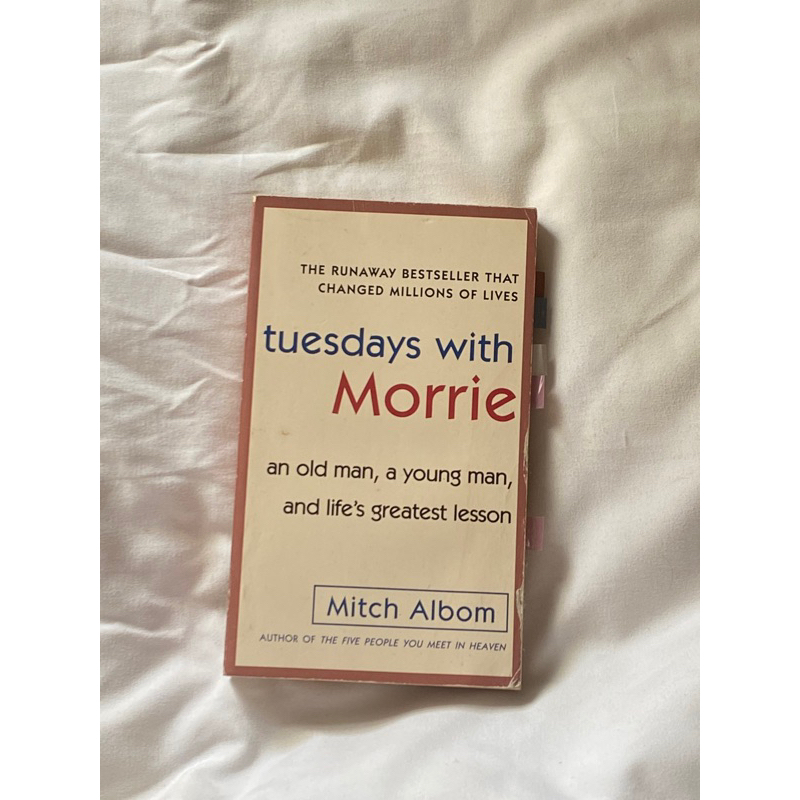 THE RUNAWAY BESTSELLER THAT
CHANGED MILLIONS OF LIVES
tuesdays with
Morrie
an old man, a young man,
and life's greatest lesson
Mitch Albom
AUTHOR OF THE FIVE PEOPLE YOU MEET IN HEAVEN